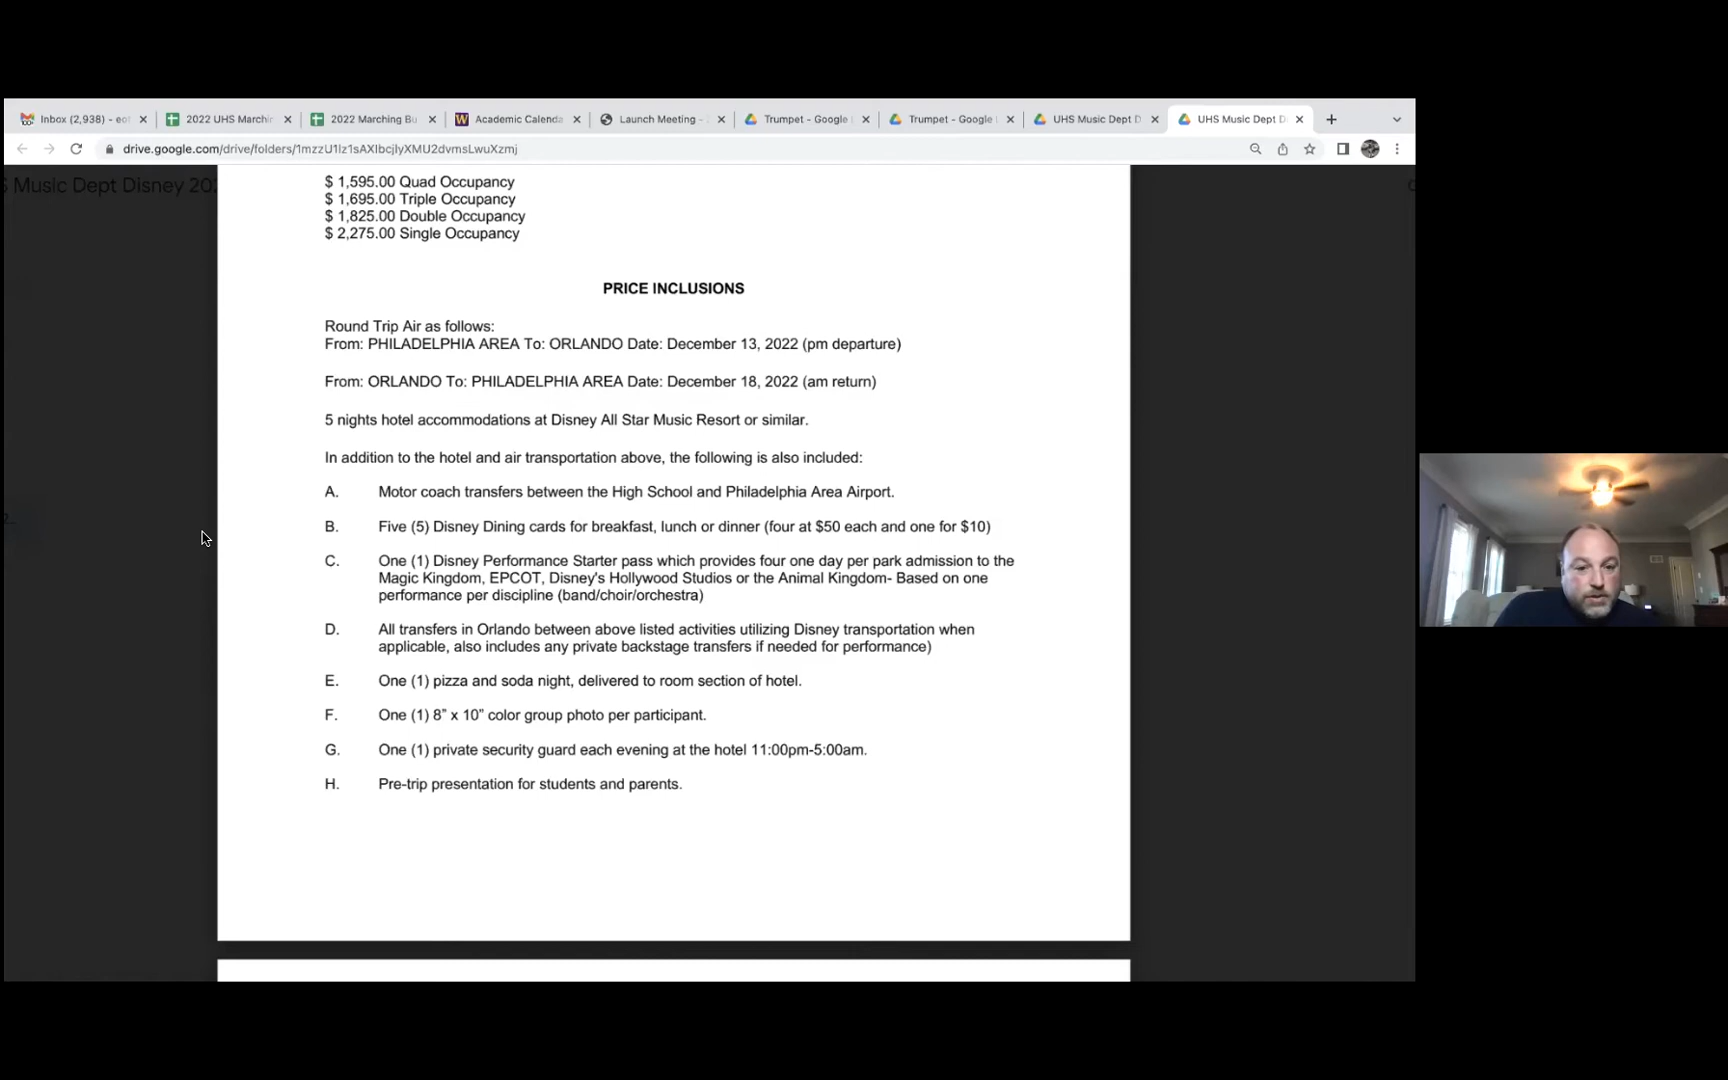 Inbox (2,938) - eot
2022 UHS Marchin
2022 Marching Bu
Academic Calenda
Launch Meeting -
Trumpet - Google
Trumpet - Google
UHS Music Dept D
UHS Music Dept D
drive.google.com/drive/folders/1mzzU1lz1sAXIbcjlyXMU2dvmsLwuXzmj
S Music Dept Disney 202
$ 1,595.00 Quad Occupancy
$ 1,695.00 Triple Occupancy
$ 1,825.00 Double Occupancy
$ 2,275.00 Single Occupancy
PRICE INCLUSIONS
Round Trip Air as follows:
From: PHILADELPHIA AREA To: ORLANDO Date: December 13, 2022 (pm departure)
From: ORLANDO To: PHILADELPHIA AREA Date: December 18, 2022 (am return)
5 nights hotel accommodations at Disney All Star Music Resort or similar.
In addition to the hotel and air transportation above, the following is also included:
A. Motor coach transfers between the High School and Philadelphia Area Airport.
B. Five (5) Disney Dining cards for breakfast, lunch or dinner (four at $50 each and one for $10)
C. One (1) Disney Performance Starter pass which provides four one day per park admission to the
Magic Kingdom, EPCOT, Disney's Hollywood Studios or the Animal Kingdom- Based on one
performance per discipline (band/choir/orchestra)
D. All transfers in Orlando between above listed activities utilizing Disney transportation when
applicable, also includes any private backstage transfers if needed for performance)
E. One (1) pizza and soda night, delivered to room section of hotel.
F. One (1) 8” x 10” color group photo per participant.
G. One (1) private security guard each evening at the hotel 11:00pm-5:00am.
H. Pre-trip presentation for students and parents.